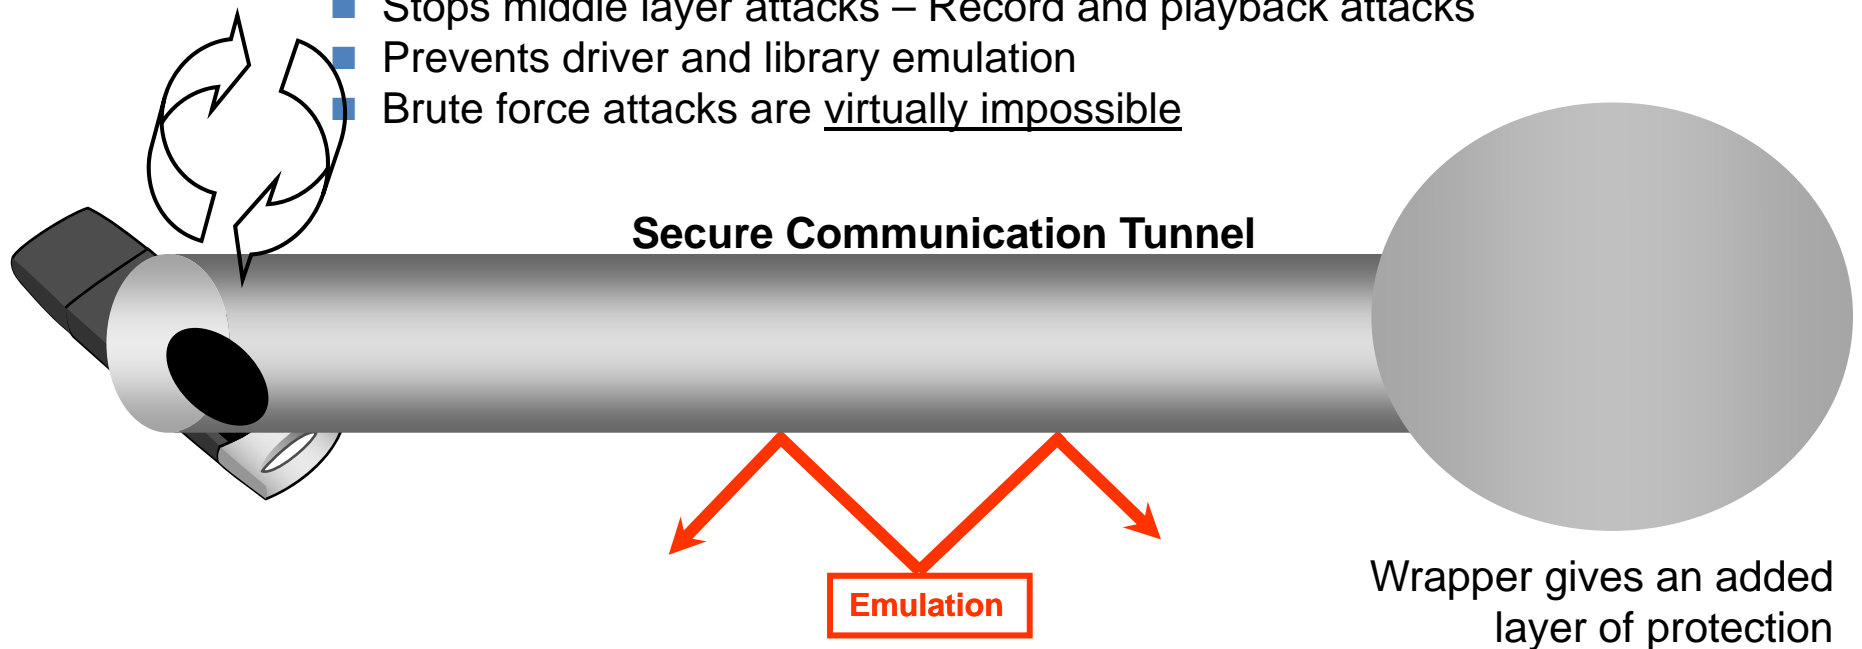 Stops middle layer attacks – Record and playback attacks
Prevents driver and library emulation
Brute force attacks are virtually impossible
Secure Communication Tunnel
Emulation
Wrapper gives an added
layer of protection